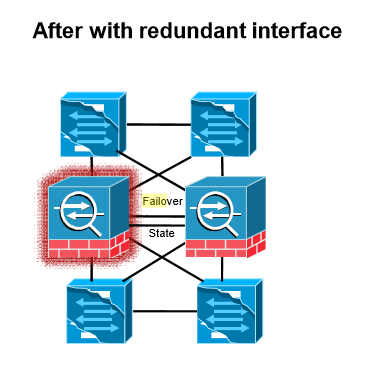 After with redundant interface
Failover
State